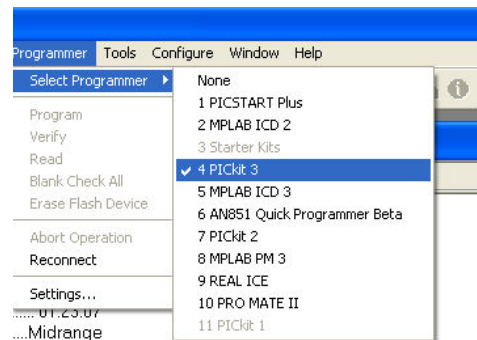 Programmer Tools Configure Window Help
Select Programmer
Program
Verify
Read
Blank Check All
Erase Flash Device
Abort Operation
Reconnect
Settings...
None
1 PICSTART Plus
2 MPLAB ICD 2
3 Starter Kits
4 PICkit 3
5 MPLAB ICD 3
6 AN851 Quick Programmer Beta
7 PICkit 2
8 MPLAB PM 3
9 REAL ICE
10 PRO MATE II
11 PICkit 1
...... 01.23.07
....Midrange